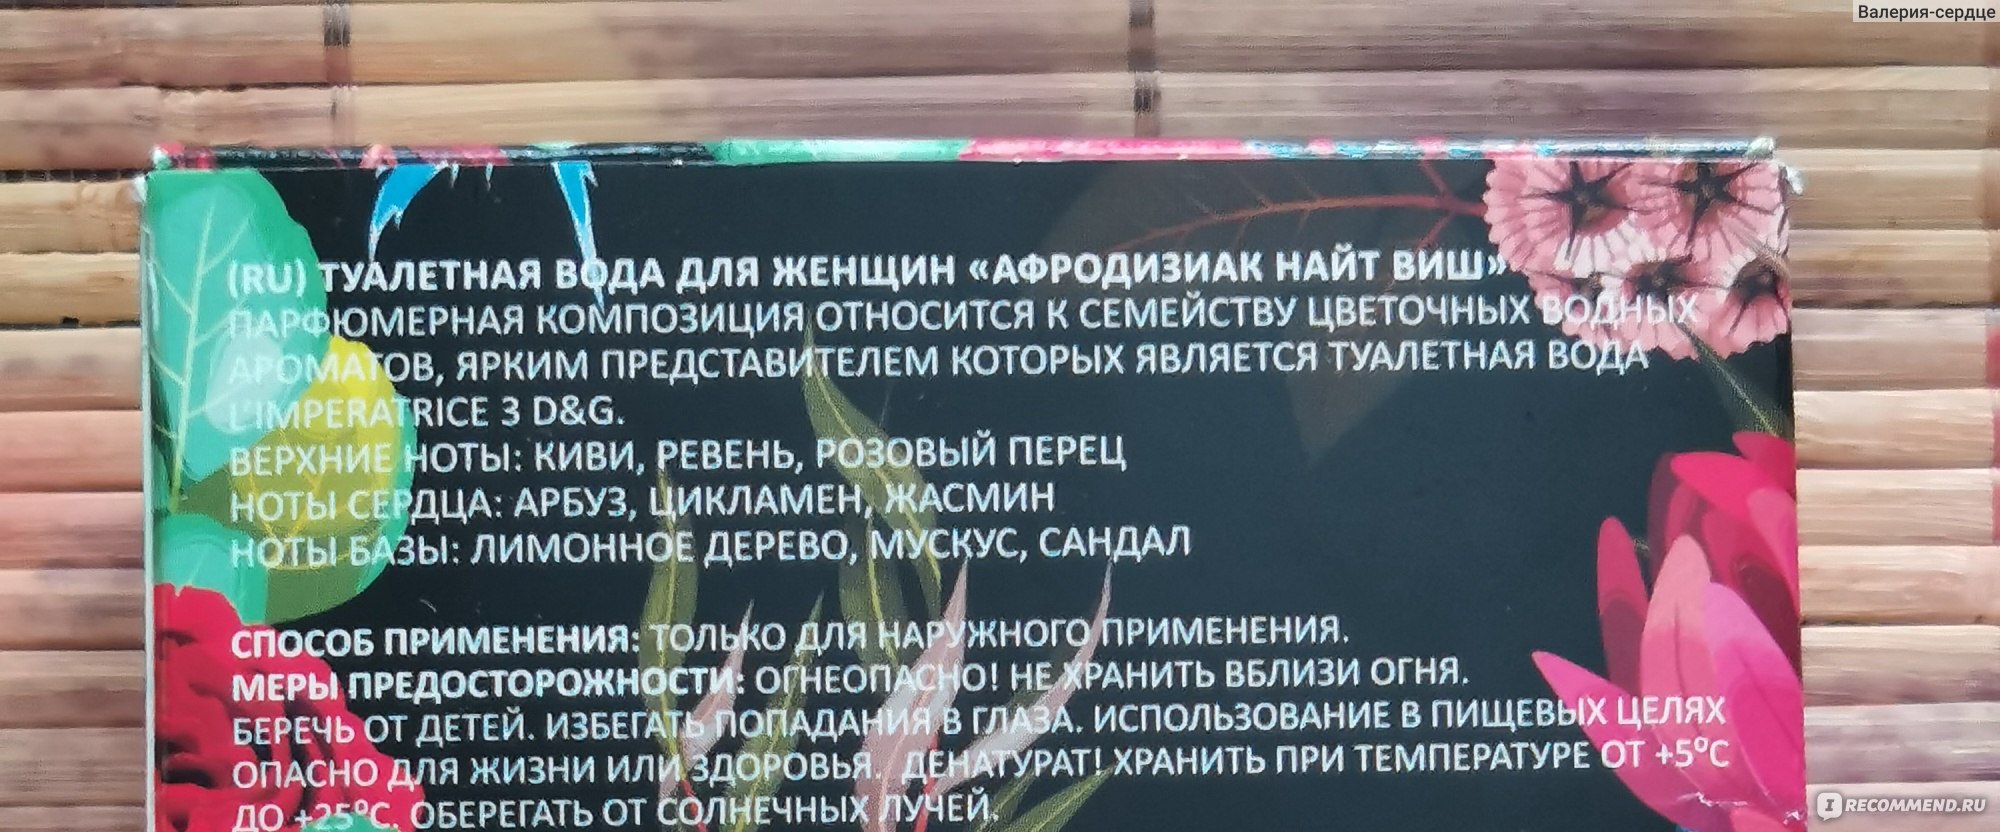 Валерия-сердце
(RU) ТУАЛЕТНАЯ ВОДА ДЛЯ ЖЕНЩИН «АФРОДИЗИАК НАЙТ ВИШ»
ПАРФЮМЕРНАЯ КОМПОЗИЦИЯ ОТНОСИТСЯ К СЕМЕЙСТВУ ЦВЕТОЧНЫХ ВОДНЫХ
АРОМАТОВ, ЯРКИМ ПРЕДСТАВИТЕЛЕМ КОТОРЫХ ЯВЛЯЕТСЯ ТУАЛЕТНАЯ ВОДА
L'IMPERATRICE 3 D&G.
ВЕРХНИЕ НОТЫ: КИВИ, РЕВЕНЬ, РОЗОВЫЙ ПЕРЕЦ
НОТЫ СЕРДЦА: АРБУЗ, ЦИКЛАМЕН, ЖАСМИН
НОТЫ БАЗЫ: ЛИМОННОЕ ДЕРЕВО, МУСКУС, САНДАЛ
СПОСОБ ПРИМЕНЕНИЯ: ТОЛЬКО ДЛЯ НАРУЖНОГО ПРИМЕНЕНИЯ.
МЕРЫ ПРЕДОСТОРОЖНОСТИ: ОГНЕОПАСНО! НЕ ХРАНИТЬ ВБЛИЗИ ОГНЯ.
БЕРЕЧЬ ОТ ДЕТЕЙ. ИЗБЕГАТЬ ПОПАДАНИЯ В ГЛАЗА. ИСПОЛЬЗОВАНИЕ В ПИЩЕВЫХ ЦЕЛЯХ
ОПАСНО ДЛЯ ЖИЗНИ ИЛИ ЗДОРОВЬЯ. ДЕНАТУРАТ! ХРАНИТЬ ПРИ ТЕМПЕРАТУРЕ ОТ +5ºС
ДО +25ºС. ОБЕРЕГАТЬ ОТ СОЛНЕЧНЫХ ЛУЧЕЙ.
IRECOMMEND.RU